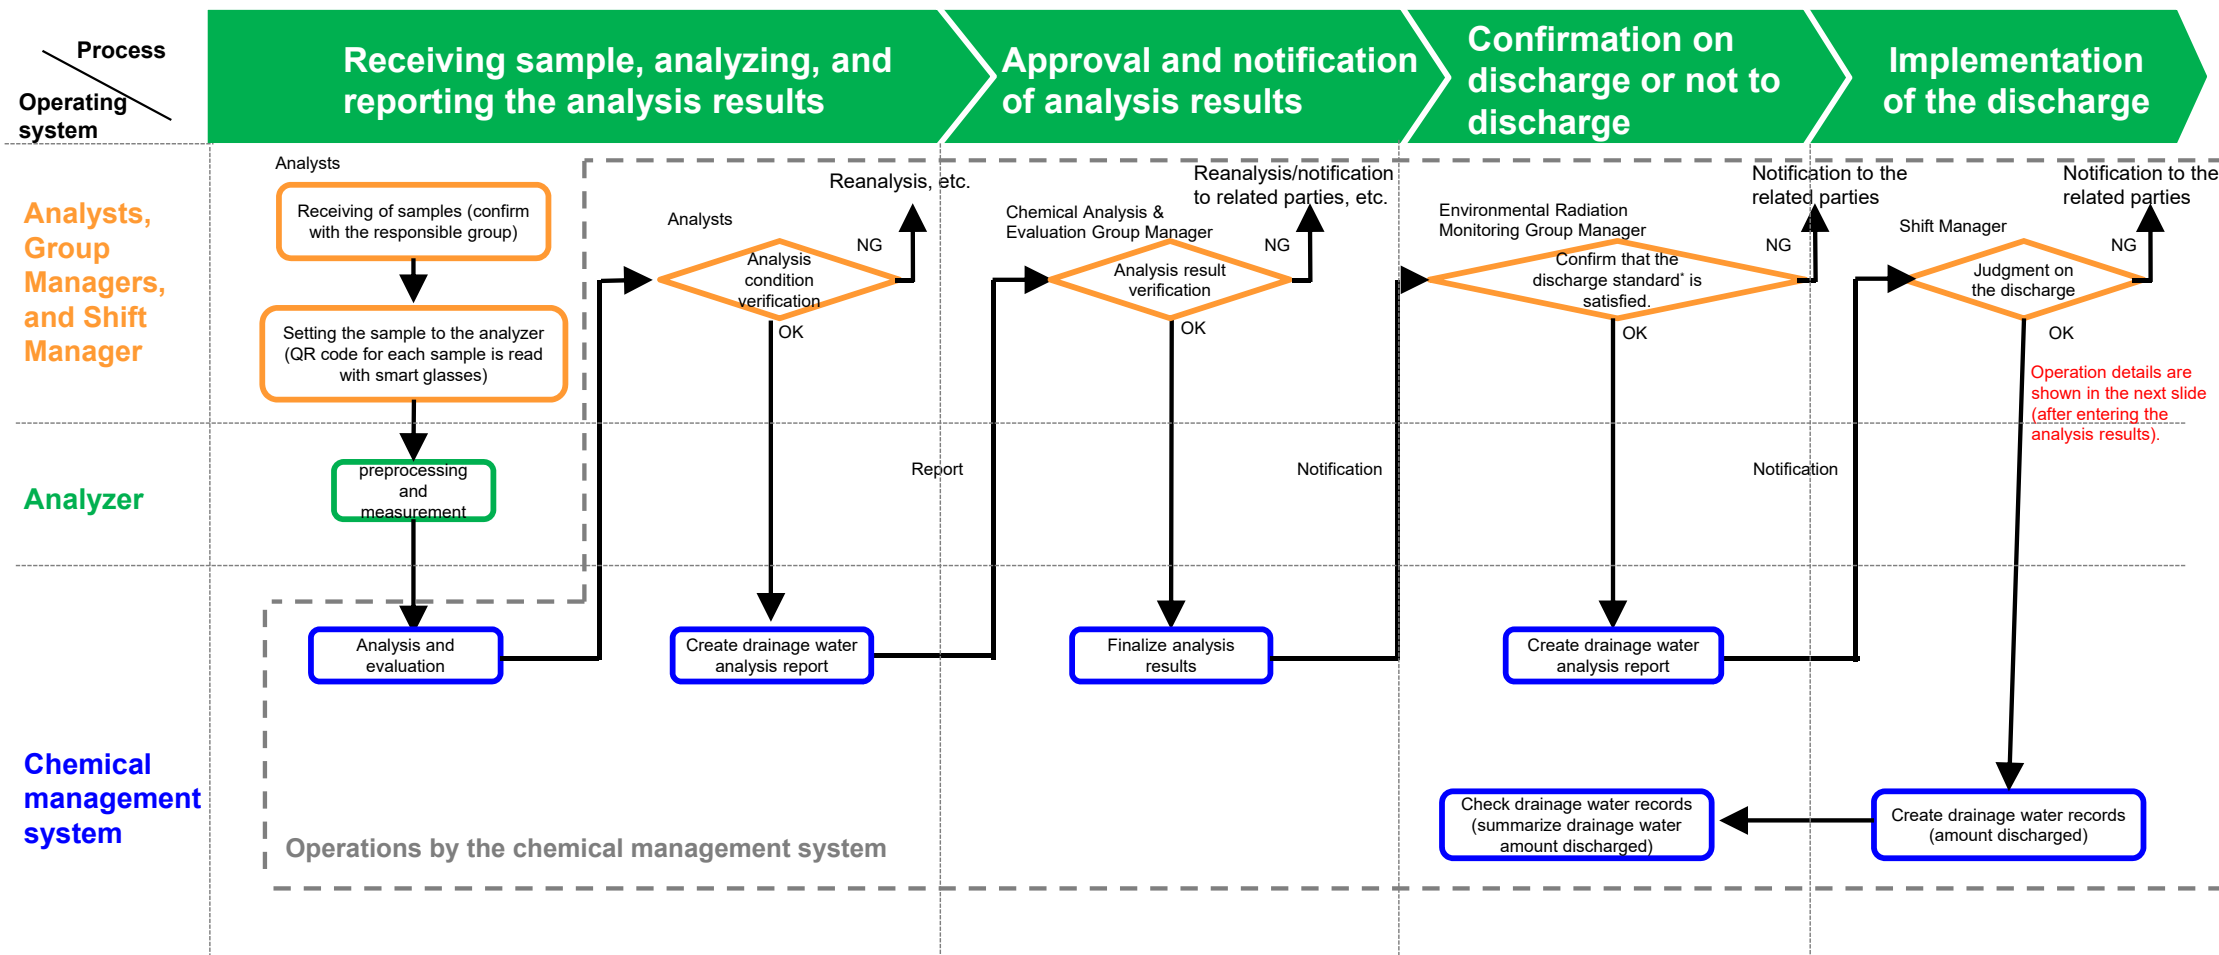 Process
Operating
system
Receiving sample, analyzing, and
reporting the analysis results
Approval and notification
of analysis results
Confirmation on
discharge or not to
discharge
Implementation
of the discharge
Analysts,
Group
Managers,
and Shift
Manager
Analysts
Receiving of samples (confirm
with the responsible group)
Setting the sample to the analyzer
(QR code for each sample is read
with smart glasses)
Analysts
Analysis
condition
verification
NG
Reanalysis, etc.
OK
Chemical Analysis &
Evaluation Group Manager
Analysis result
verification
NG
Reanalysis/notification
to related parties, etc.
OK
Environmental Radiation
Monitoring Group Manager
Confirm that the
discharge standard* is
satisfied.
NG
Notification to the
related parties
OK
Shift Manager
Judgment on
the discharge
NG
Notification to the
related parties
OK
Operation details are
shown in the next slide
(after entering the
analysis results).
Analyzer
preprocessing
and
measurement
Report
Notification
Notification
Chemical
management
system
Analysis and
evaluation
Create drainage water
analysis report
Finalize analysis
results
Create drainage water
analysis report
Check drainage water records
(summarize drainage water
amount discharged)
Create drainage water records
(amount discharged)
Operations by the chemical management system